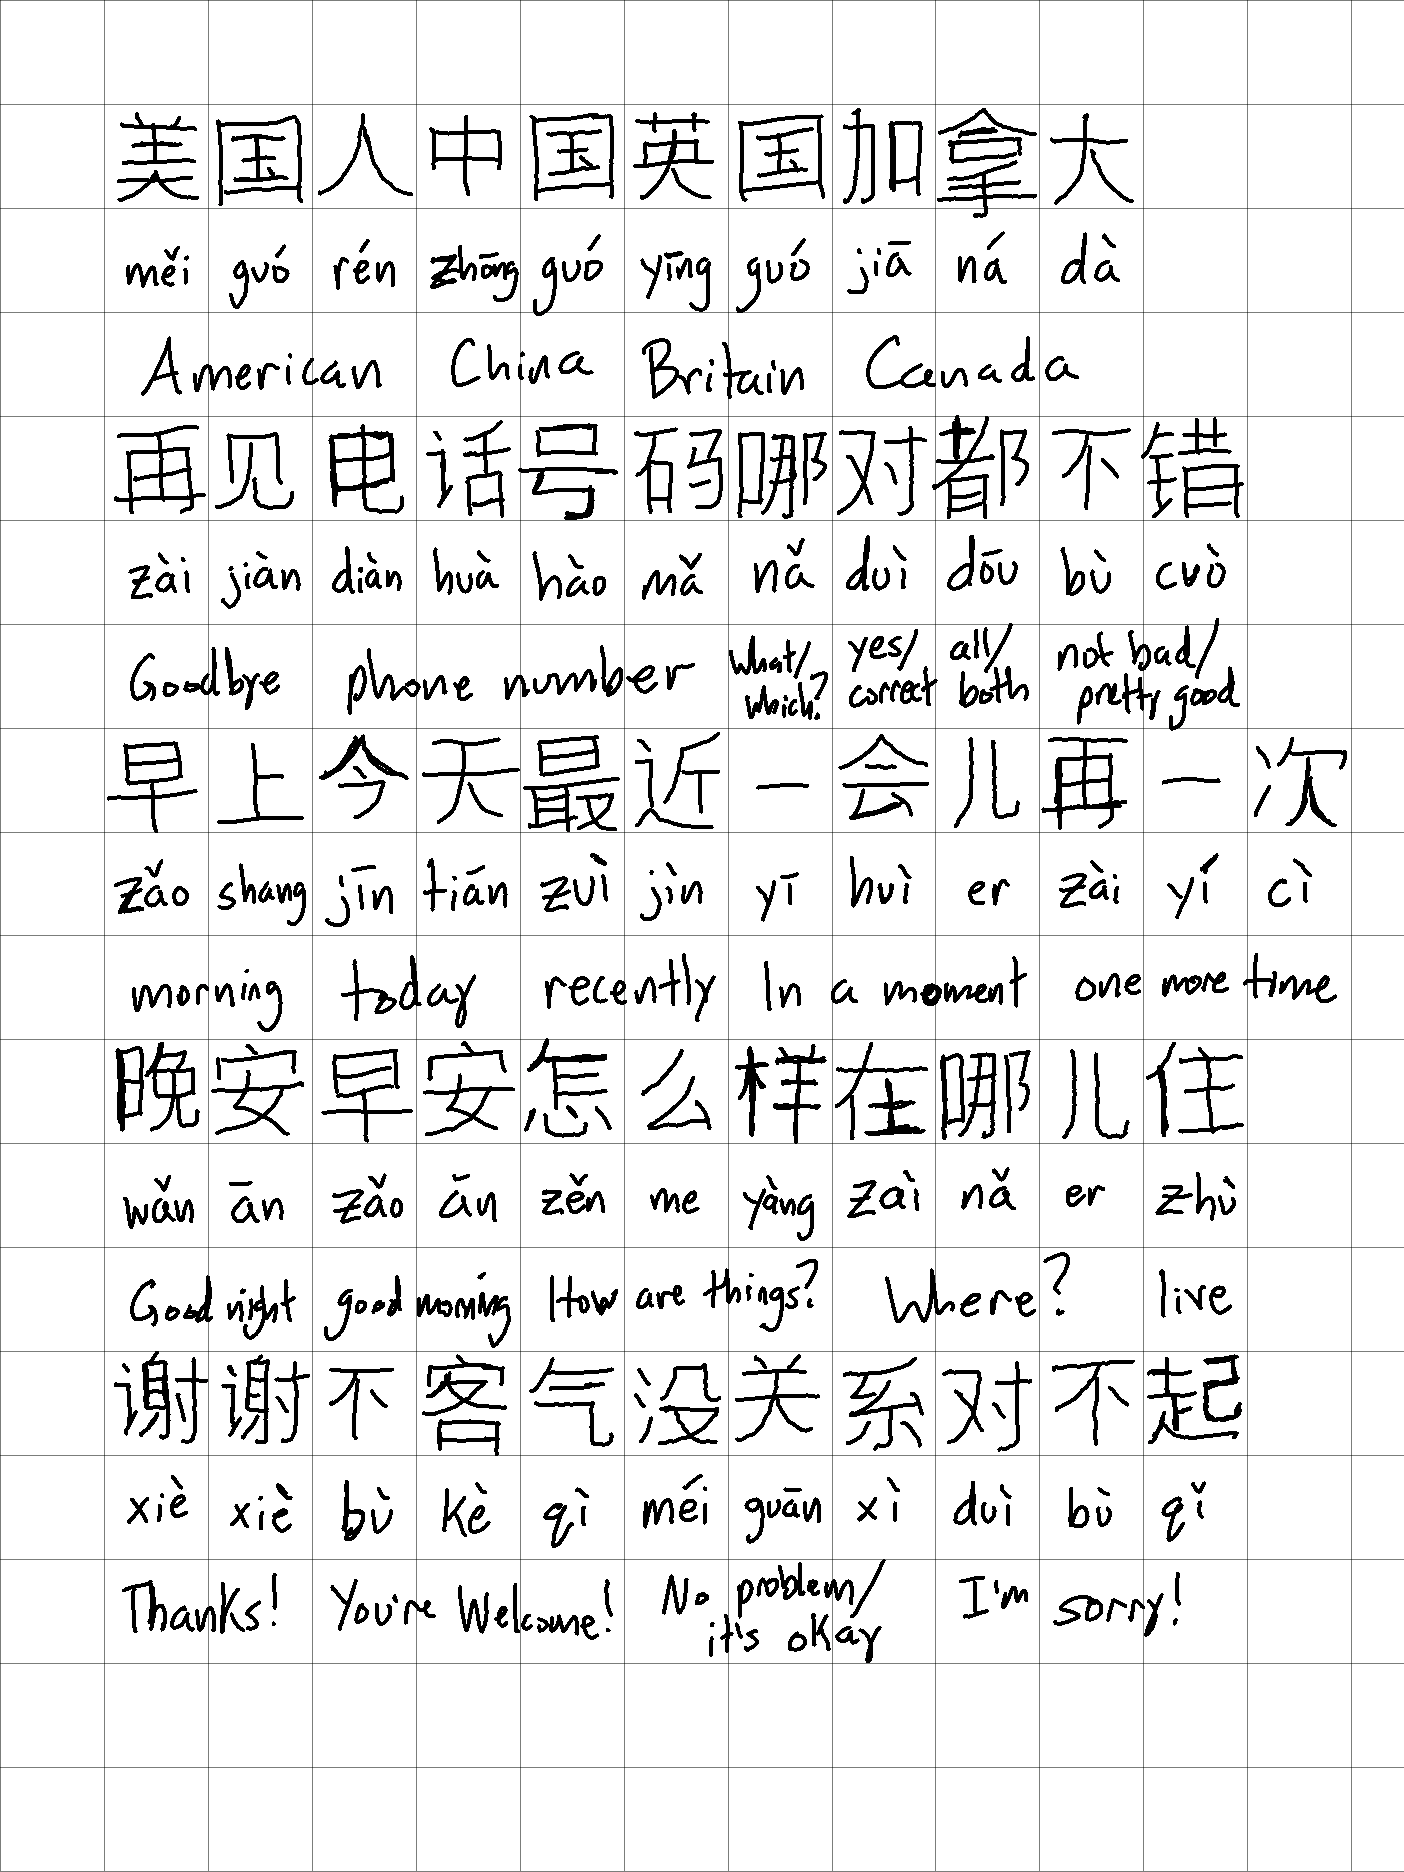 美国人中国英国加拿大
měi guó rén zhōng guó yīng guó jiā ná dà
American China Britain Canada
再见电话号码哪对都不错
zài jiàn diàn huà hào mǎ nǎ duì dōu bù cuò
Goodbye phone number what/which? yes/correct all/both not bad/pretty good
早上今天最近一会儿再一次
zǎo shang jīn tiān zuì jìn yī huì er zài yí cì
morning today recently In a moment one more time
晚安早安怎么样在哪儿住
wǎn ān zǎo ān zěn me yàng zaì nǎ er zhù
Good night good morning How are things? Where? live
谢谢不客气没关系对不起
xiè xiè bù kè qì méi guān xì duì bù qǐ
Thanks! You're Welcome! No problem/it's okay I'm sorry!